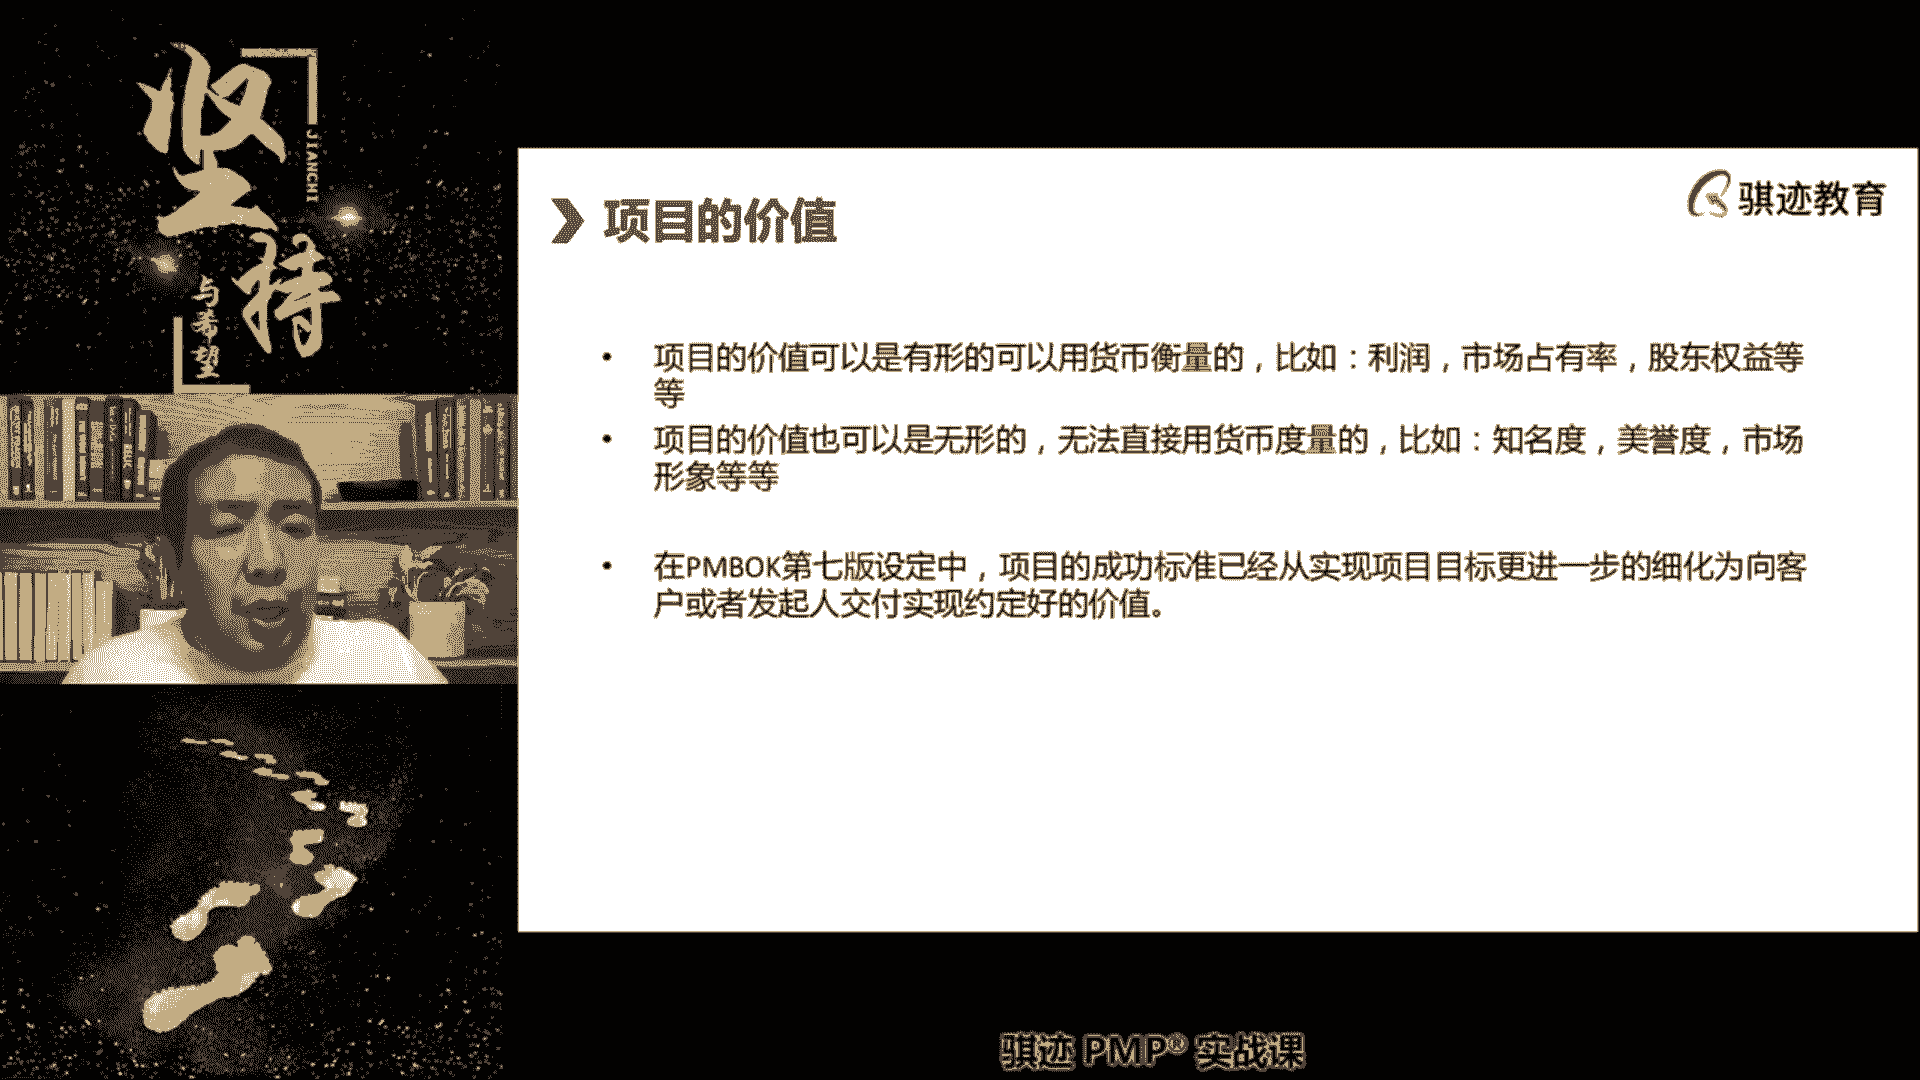 坚持
JIANCHI
与希望
骐迹教育
项目的价值
• 项目的价值可以是有形的可以用货币衡量的，比如：利润，市场占有率，股东权益等
等
• 项目的价值也可以是无形的，无法直接用货币度量的，比如：知名度，美誉度，市场
形象等等
• 在PMBOK第七版设定中，项目的成功标准已经从实现项目目标更进一步的细化为向客
户或者发起人交付实现约定好的价值。
骐迹 PMP® 实战课